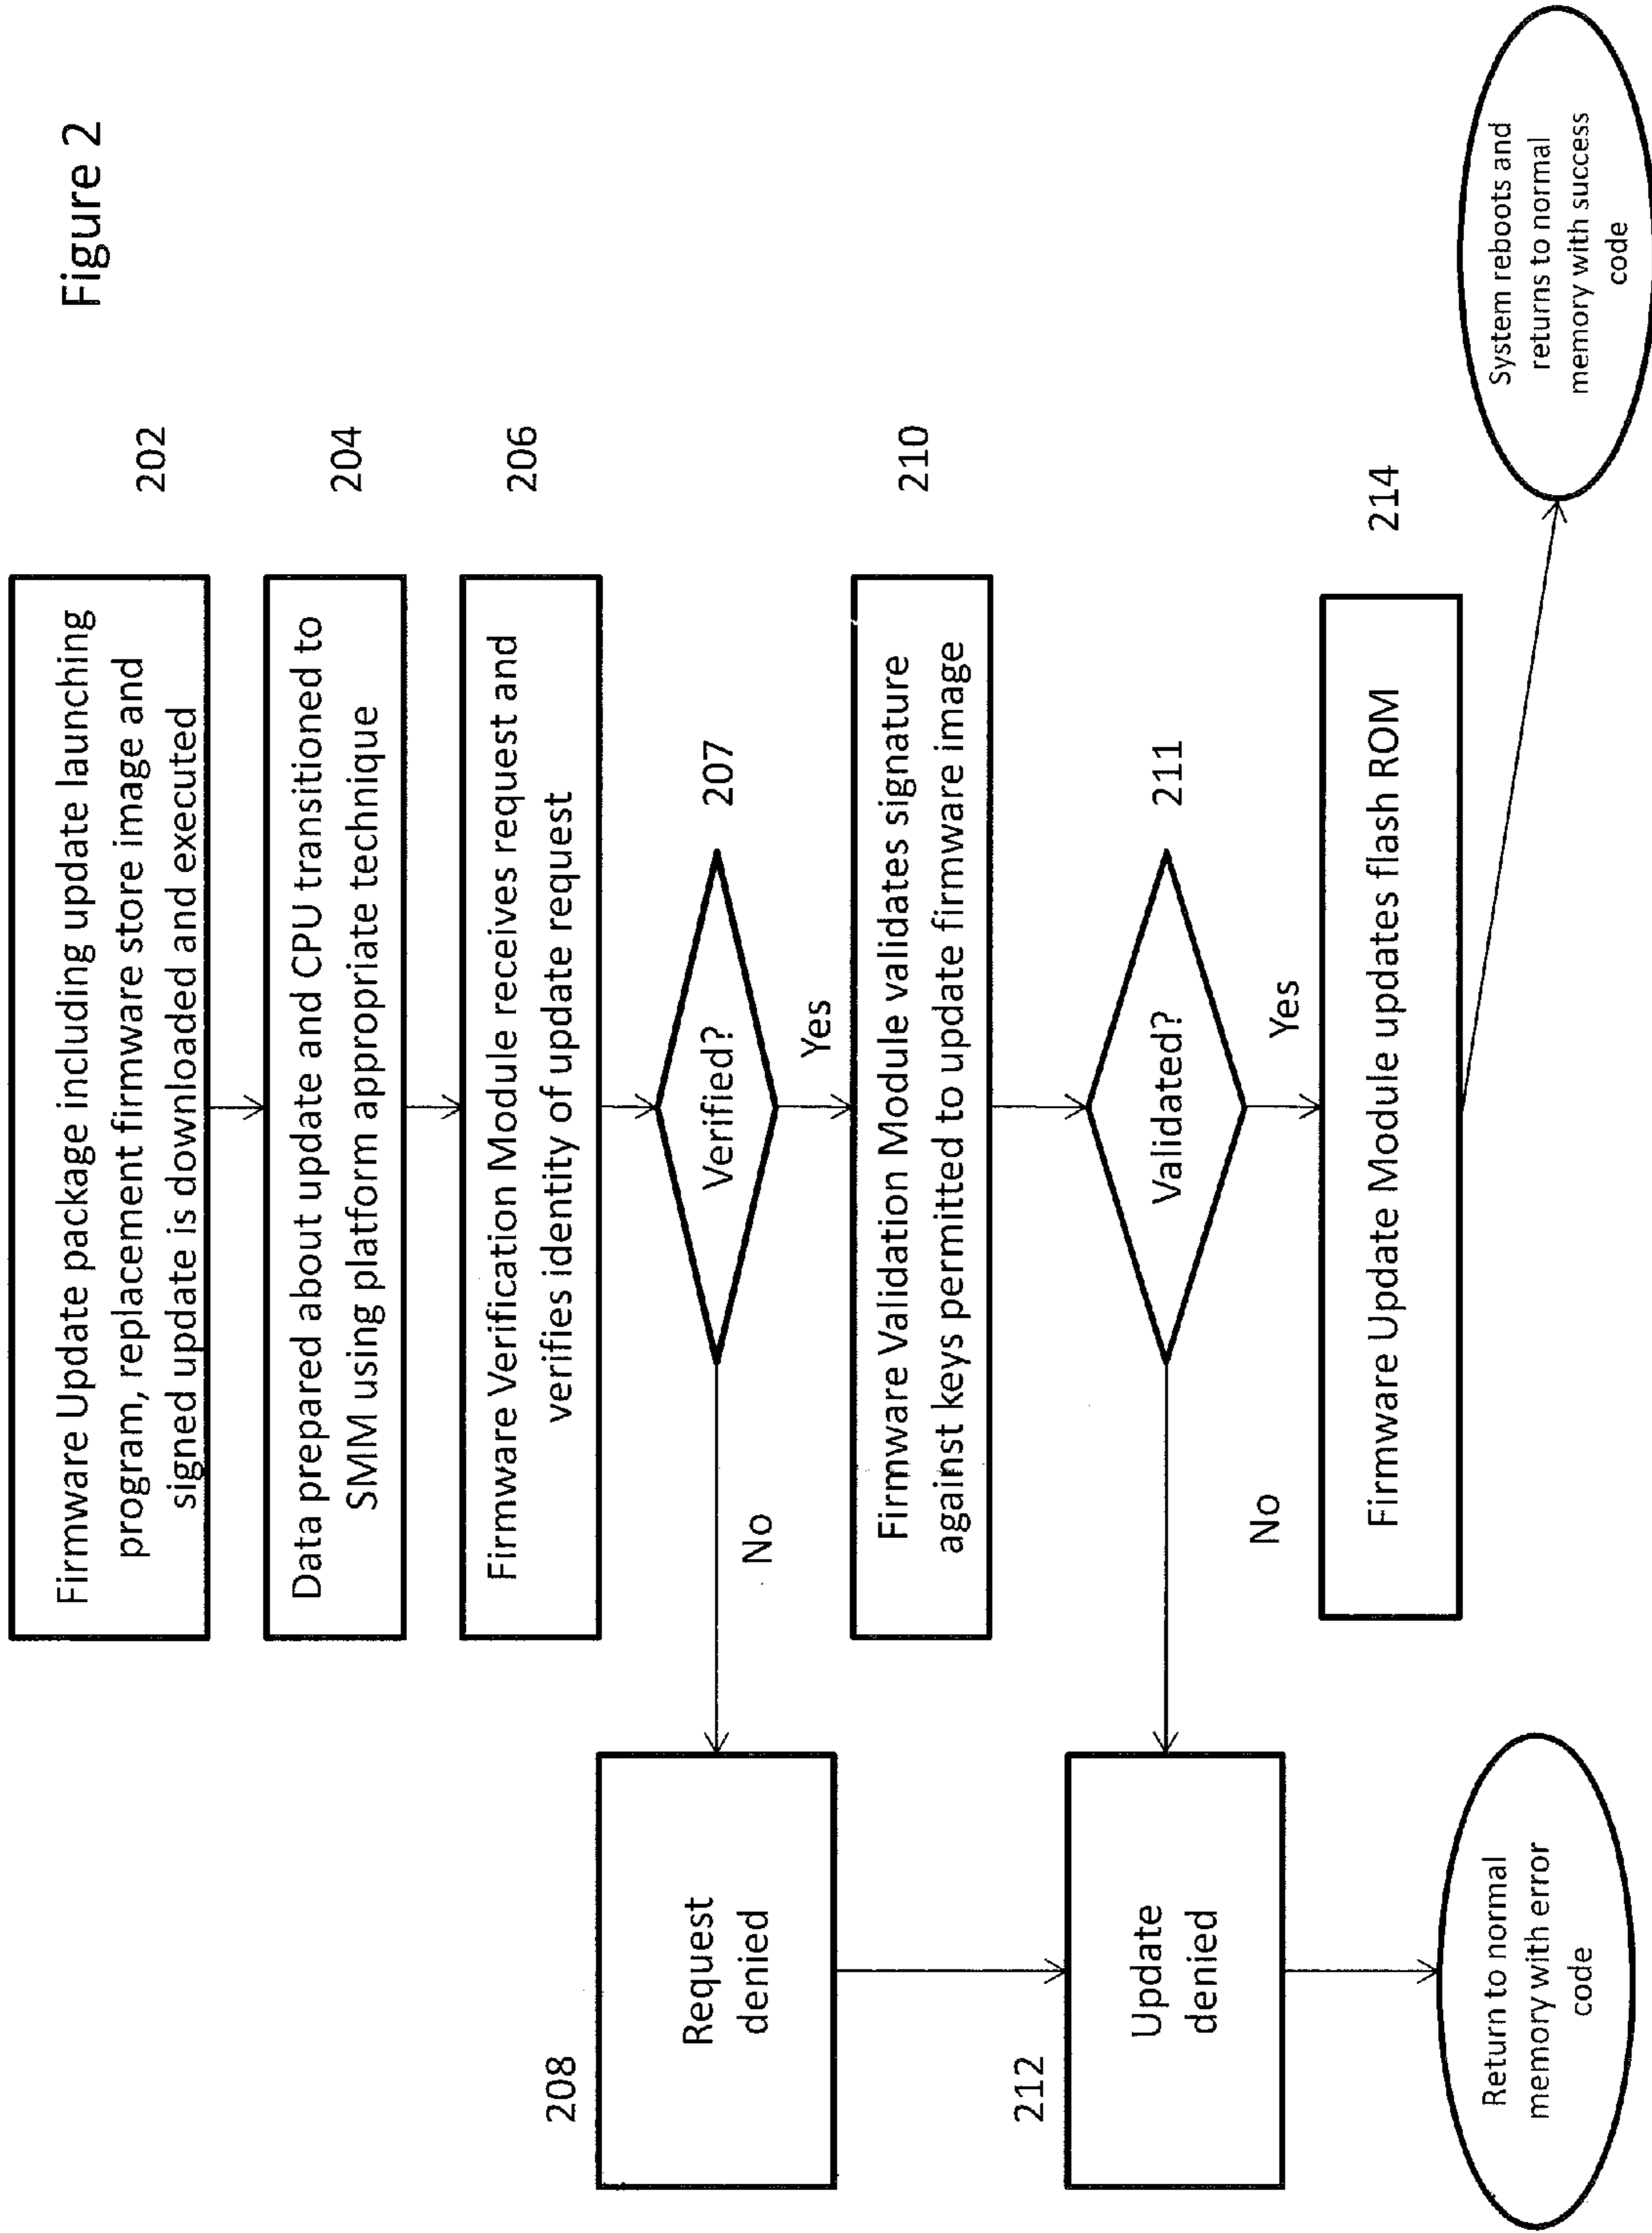 Figure 2
Firmware Update package including update launching
program, replacement firmware store image and
signed update is downloaded and executed
202
Data prepared about update and CPU transitioned to
SMM using platform appropriate technique
204
Firmware Verification Module receives request and
verifies identity of update request
206
Verified?
207
No
Yes
208
Request
denied
Firmware Validation Module validates signature
against keys permitted to update firmware image
210
Validated?
211
No
Yes
212
Update
denied
Firmware Update Module updates flash ROM
214
Return to normal
memory with error
code
System reboots and
returns to normal
memory with success
code